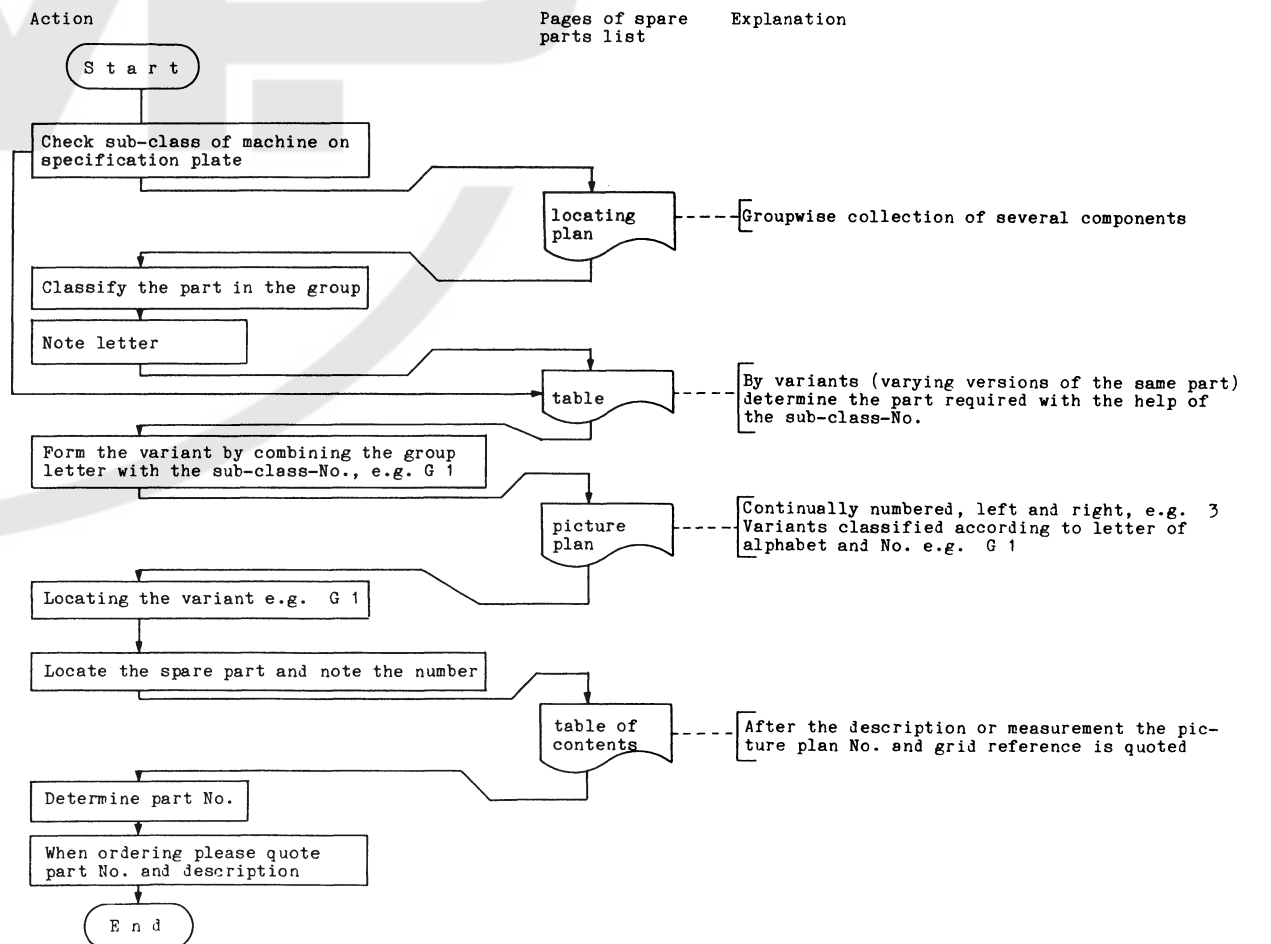 Action
Pages of spare
parts list
Explanation
S t a r t
Check sub-class of machine on
specification plate
locating
plan
Groupwise collection of several components
Classify the part in the group
Note letter
table
By variants (varying versions of the same part)
determine the part required with the help of
the sub-class-No.
Form the variant by combining the group
letter with the sub-class-No., e.g. G 1
picture
plan
Continually numbered, left and right, e.g. 3
Variants classified according to letter of
alphabet and No. e.g. G 1
Locating the variant e.g. G 1
Locate the spare part and note the number
table of
contents
After the description or measurement the pic-
ture plan No. and grid reference is quoted
Determine part No.
When ordering please quote
part No. and description
E n d